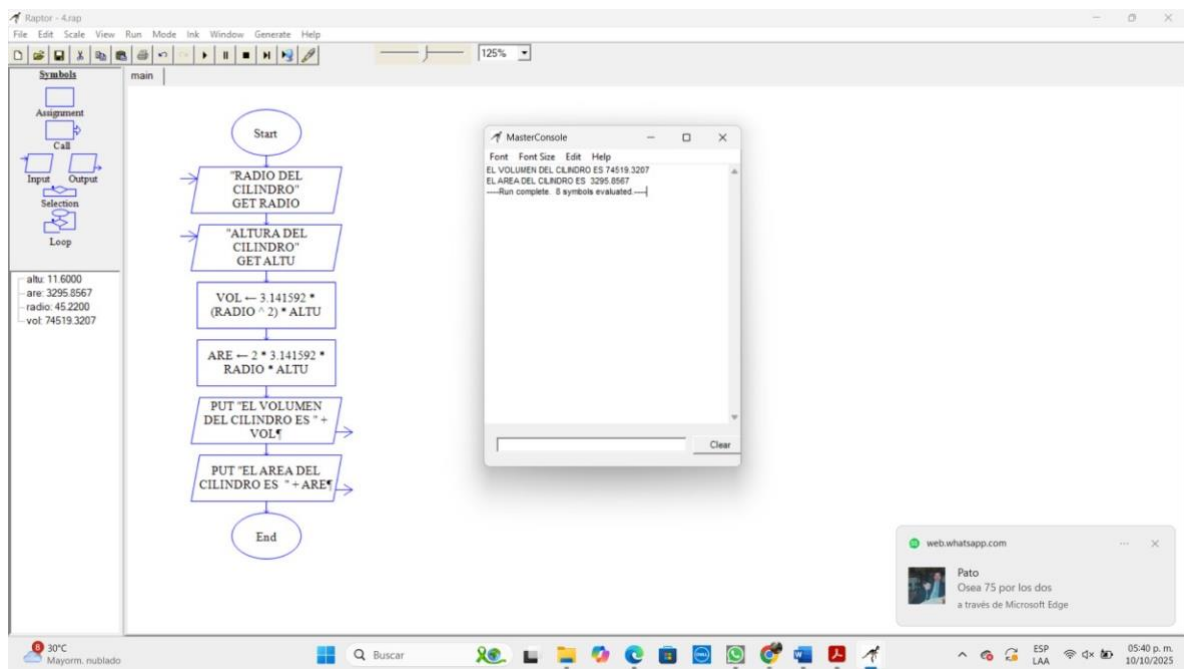 Raptor - 4.rap
File Edit Scale View Run Mode Ink Window Generate Help
125%
Symbols
main
Assignment
Call
Input Output
Selection
Loop
altu: 11.6000
are: 3295.8567
radio: 45.2200
vol: 74519.3207
Start
"RADIO DEL
CILINDRO"
GET RADIO
"ALTURA DEL
CILINDRO"
GET ALTU
VOL ← 3.141592 *
(RADIO ^ 2) * ALTU
ARE ← 2 * 3.141592 *
RADIO * ALTU
PUT "EL VOLUMEN
DEL CILINDRO ES " +
VOL¶
PUT "EL AREA DEL
CILINDRO ES " + ARE¶
End
MasterConsole
Font Font Size Edit Help
EL VOLUMEN DEL CILINDRO ES 74519.3207
EL AREA DEL CILINDRO ES 3295.8567
----Run complete. 8 symbols evaluated.----
Clear
web.whatsapp.com
Pato
Osea 75 por los dos
a través de Microsoft Edge
8
30°C
Mayorm. nublado
Buscar
DELL
ESP
LAA
05:40 p. m.
10/10/2025